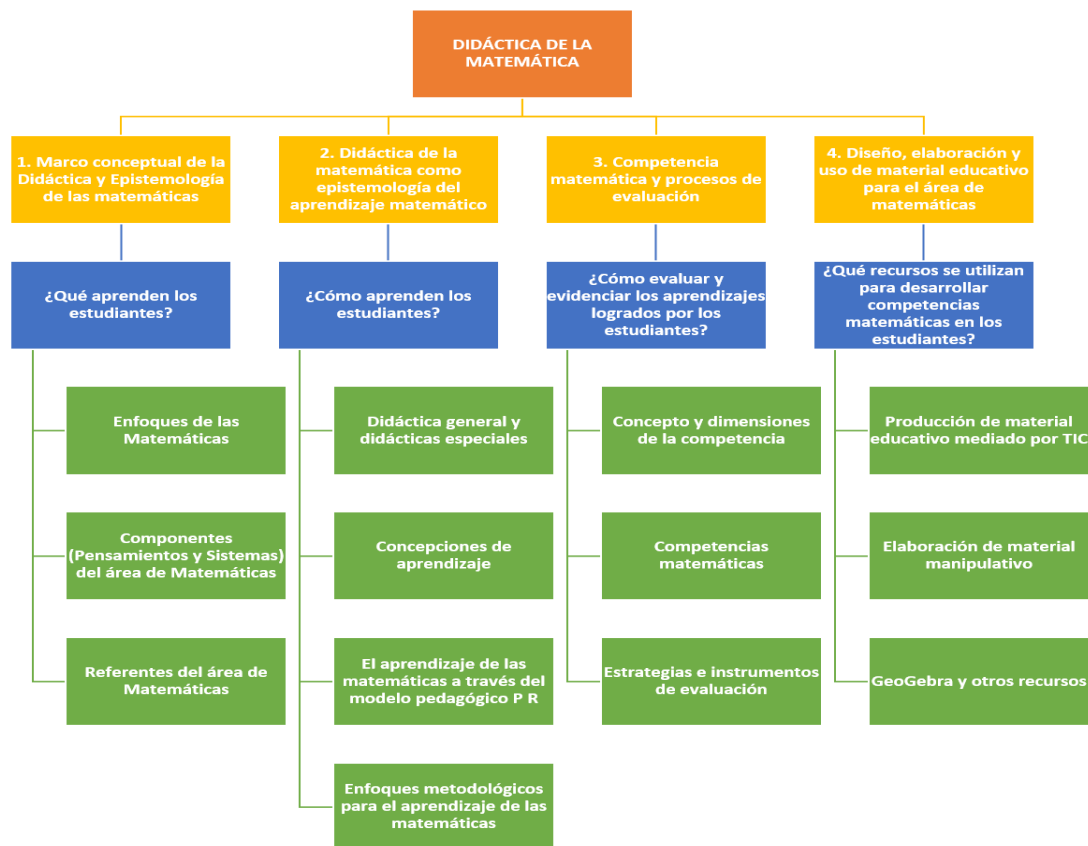 DIDÁCTICA DE LA
MATEMÁTICA
1. Marco conceptual de la
Didáctica y Epistemología
de las matemáticas
2. Didáctica de la
matemática como
epistemología del
aprendizaje matemático
3. Competencia
matemática y procesos de
evaluación
4. Diseño, elaboración y
uso de material educativo
para el área de
matemáticas
¿Qué aprenden los
estudiantes?
¿Cómo aprenden los
estudiantes?
¿Cómo evaluar y
evidenciar los aprendizajes
logrados por los
estudiantes?
¿Qué recursos se utilizan
para desarrollar
competencias
matemáticas en los
estudiantes?
Enfoques de las
Matemáticas
Didáctica general y
didácticas especiales
Concepto y dimensiones
de la competencia
Producción de material
educativo mediado por TIC
Componentes
(Pensamientos y Sistemas)
del área de Matemáticas
Concepciones de
aprendizaje
Competencias
matemáticas
Elaboración de material
manipulativo
Referentes del área de
Matemáticas
El aprendizaje de las
matemáticas a través del
modelo pedagógico P R
Estrategias e instrumentos
de evaluación
GeoGebra y otros recursos
Enfoques metodológicos
para el aprendizaje de las
matemáticas